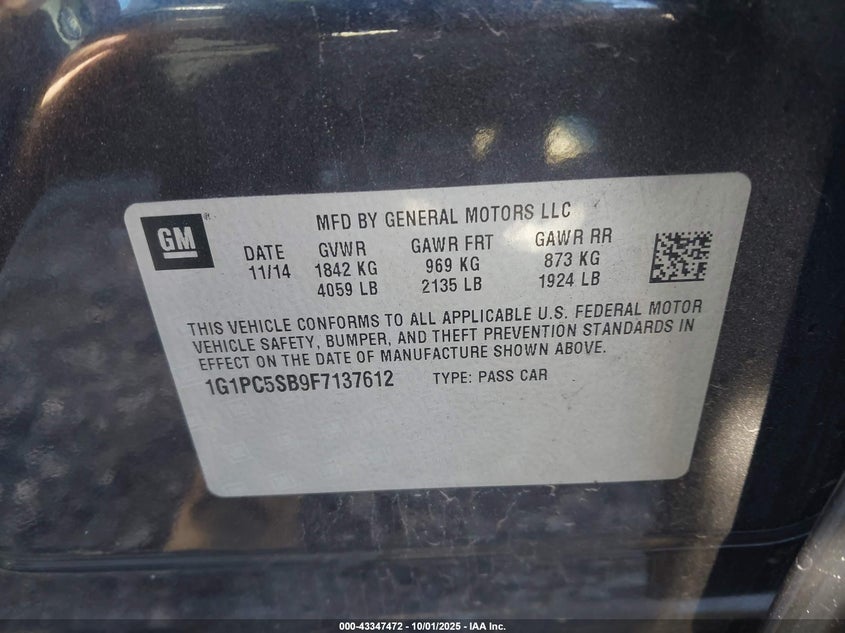 GM
MFD BY GENERAL MOTORS LLC
DATE GVWR GAWR FRT GAWR RR
11/14 1842 KG 969 KG 873 KG
4059 LB 2135 LB 1924 LB
THIS VEHICLE CONFORMS TO ALL APPLICABLE U.S. FEDERAL MOTOR
VEHICLE SAFETY, BUMPER, AND THEFT PREVENTION STANDARDS IN
EFFECT ON THE DATE OF MANUFACTURE SHOWN ABOVE.
1G1PC5SB9F7137612 TYPE: PASS CAR
000-43347472 - 10/01/2025 - IAA Inc.